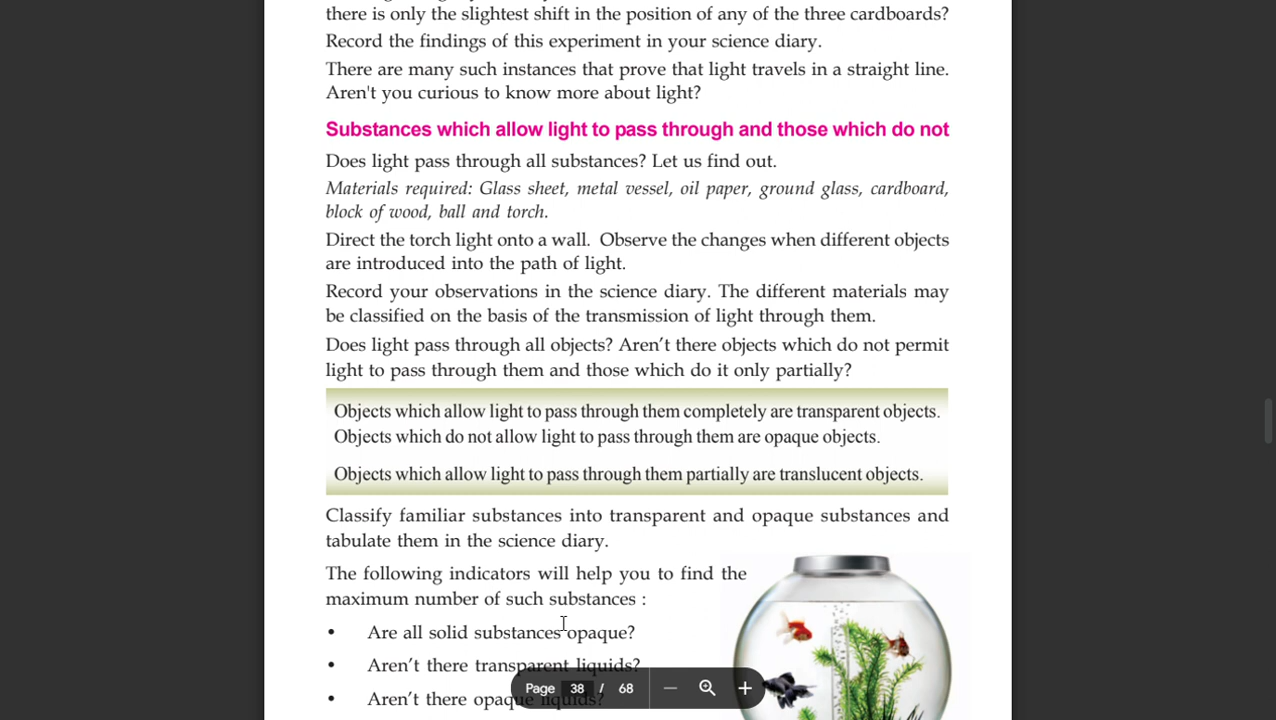 there is only the slightest shift in the position of any of the three cardboards?
Record the findings of this experiment in your science diary.
There are many such instances that prove that light travels in a straight line.
Aren't you curious to know more about light?
Substances which allow light to pass through and those which do not
Does light pass through all substances? Let us find out.
Materials required: Glass sheet, metal vessel, oil paper, ground glass, cardboard,
block of wood, ball and torch.
Direct the torch light onto a wall. Observe the changes when different objects
are introduced into the path of light.
Record your observations in the science diary. The different materials may
be classified on the basis of the transmission of light through them.
Does light pass through all objects? Aren’t there objects which do not permit
light to pass through them and those which do it only partially?
Objects which allow light to pass through them completely are transparent objects.
Objects which do not allow light to pass through them are opaque objects.
Objects which allow light to pass through them partially are translucent objects.
Classify familiar substances into transparent and opaque substances and
tabulate them in the science diary.
The following indicators will help you to find the
maximum number of such substances :
• Are all solid substances opaque?
• Aren’t there transparent liquids?
• Aren’t there opaque liquids?
Page 38 / 68